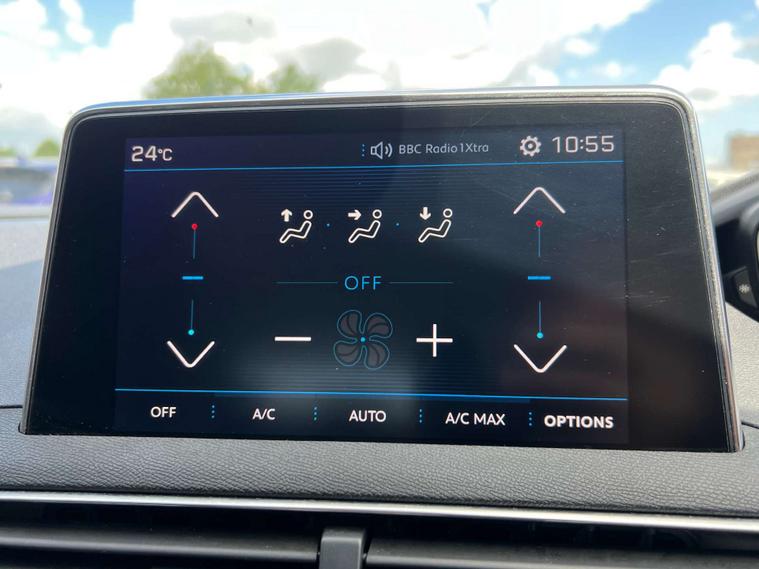 24°C BBC Radio 1Xtra 10:55
OFF
OFF A/C AUTO A/C MAX OPTIONS